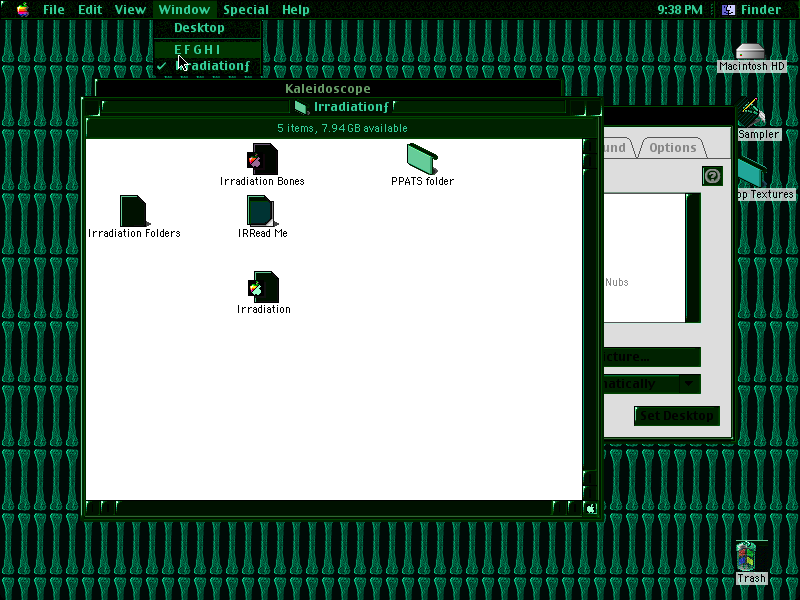 File Edit View Window Special Help 9:38 PM Finder
Desktop
E F G H I
✓ Irradiationƒ
Macintosh HD
Kaleidoscope
Irradiationƒ
5 items, 7.94 GB available
Sampler
und Options
Irradiation Bones
PPATS folder
op Textures
Irradiation Folders
IRRead Me
Nubs
Irradiation
icture...
matically
Set Desktop
Trash